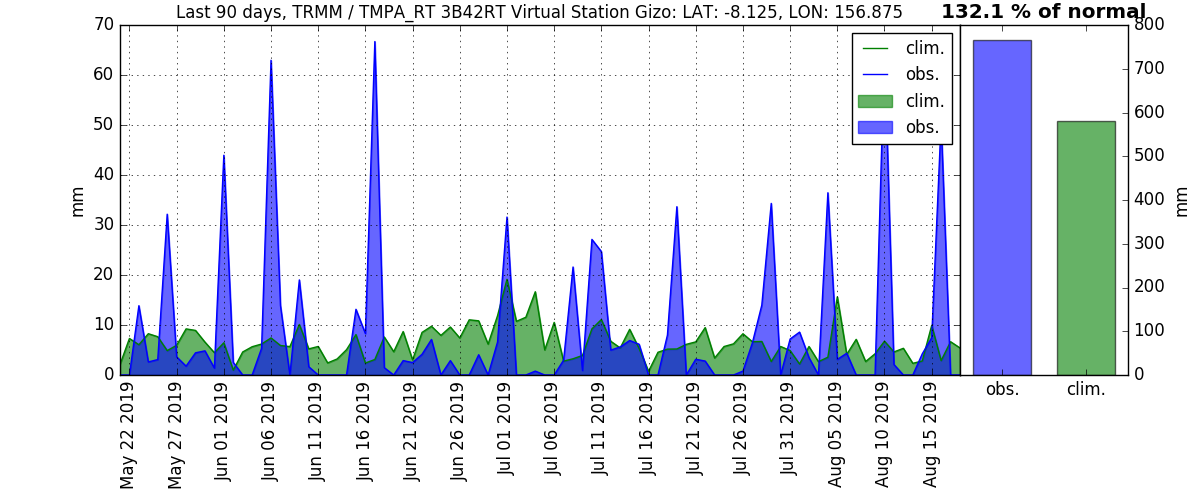 Last 90 days, TRMM / TMPA_RT 3B42RT Virtual Station Gizo: LAT: -8.125, LON: 156.875
132.1 % of normal
70
60
50
40
30
20
10
0
mm
clim.
obs.
clim.
obs.
800
700
600
500
400
300
200
100
0
mm
obs.
clim.
May 22 2019
May 27 2019
Jun 01 2019
Jun 06 2019
Jun 11 2019
Jun 16 2019
Jun 21 2019
Jun 26 2019
Jul 01 2019
Jul 06 2019
Jul 11 2019
Jul 16 2019
Jul 21 2019
Jul 26 2019
Jul 31 2019
Aug 05 2019
Aug 10 2019
Aug 15 2019